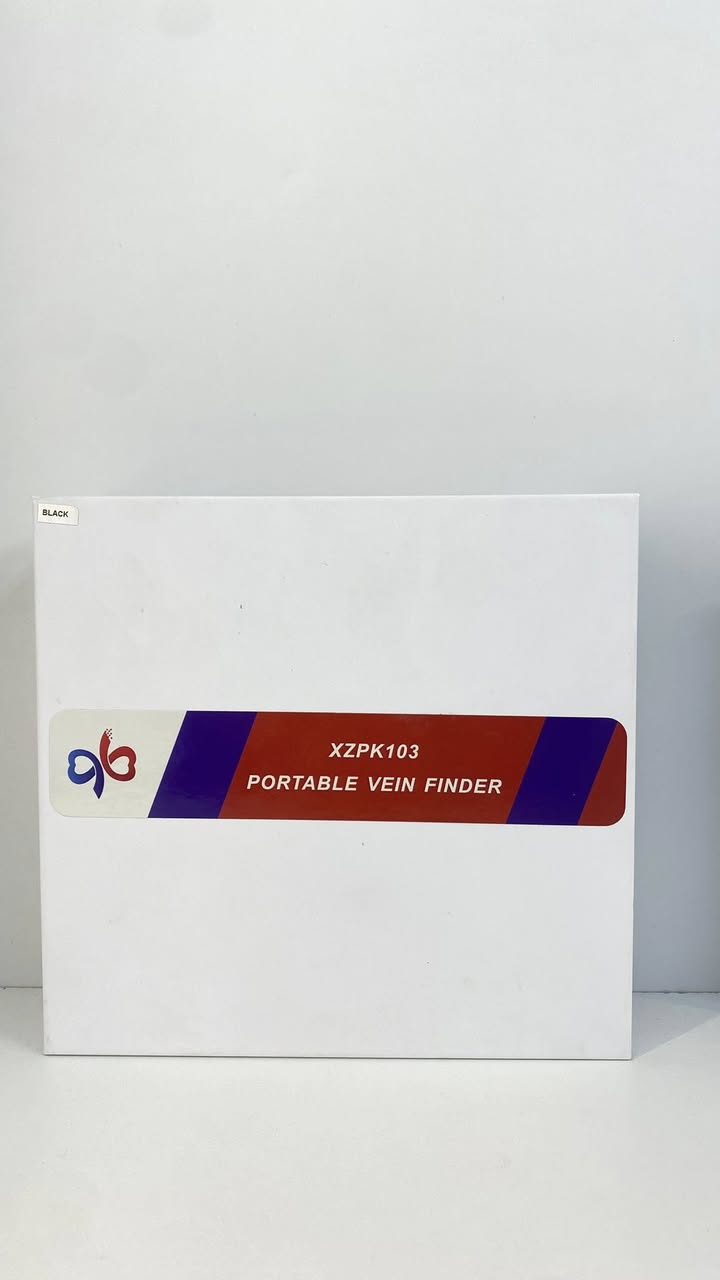 BLACK
XZPK103
PORTABLE VEIN FINDER